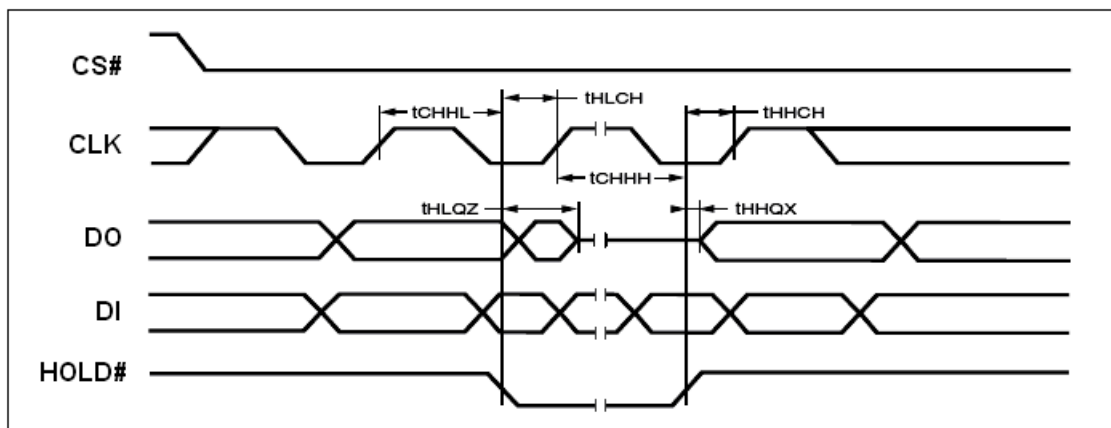 CS#
tCHHL
tHLCH
tHHCH
CLK
tCHHH
tHLQZ
tHHQX
DO
DI
HOLD#